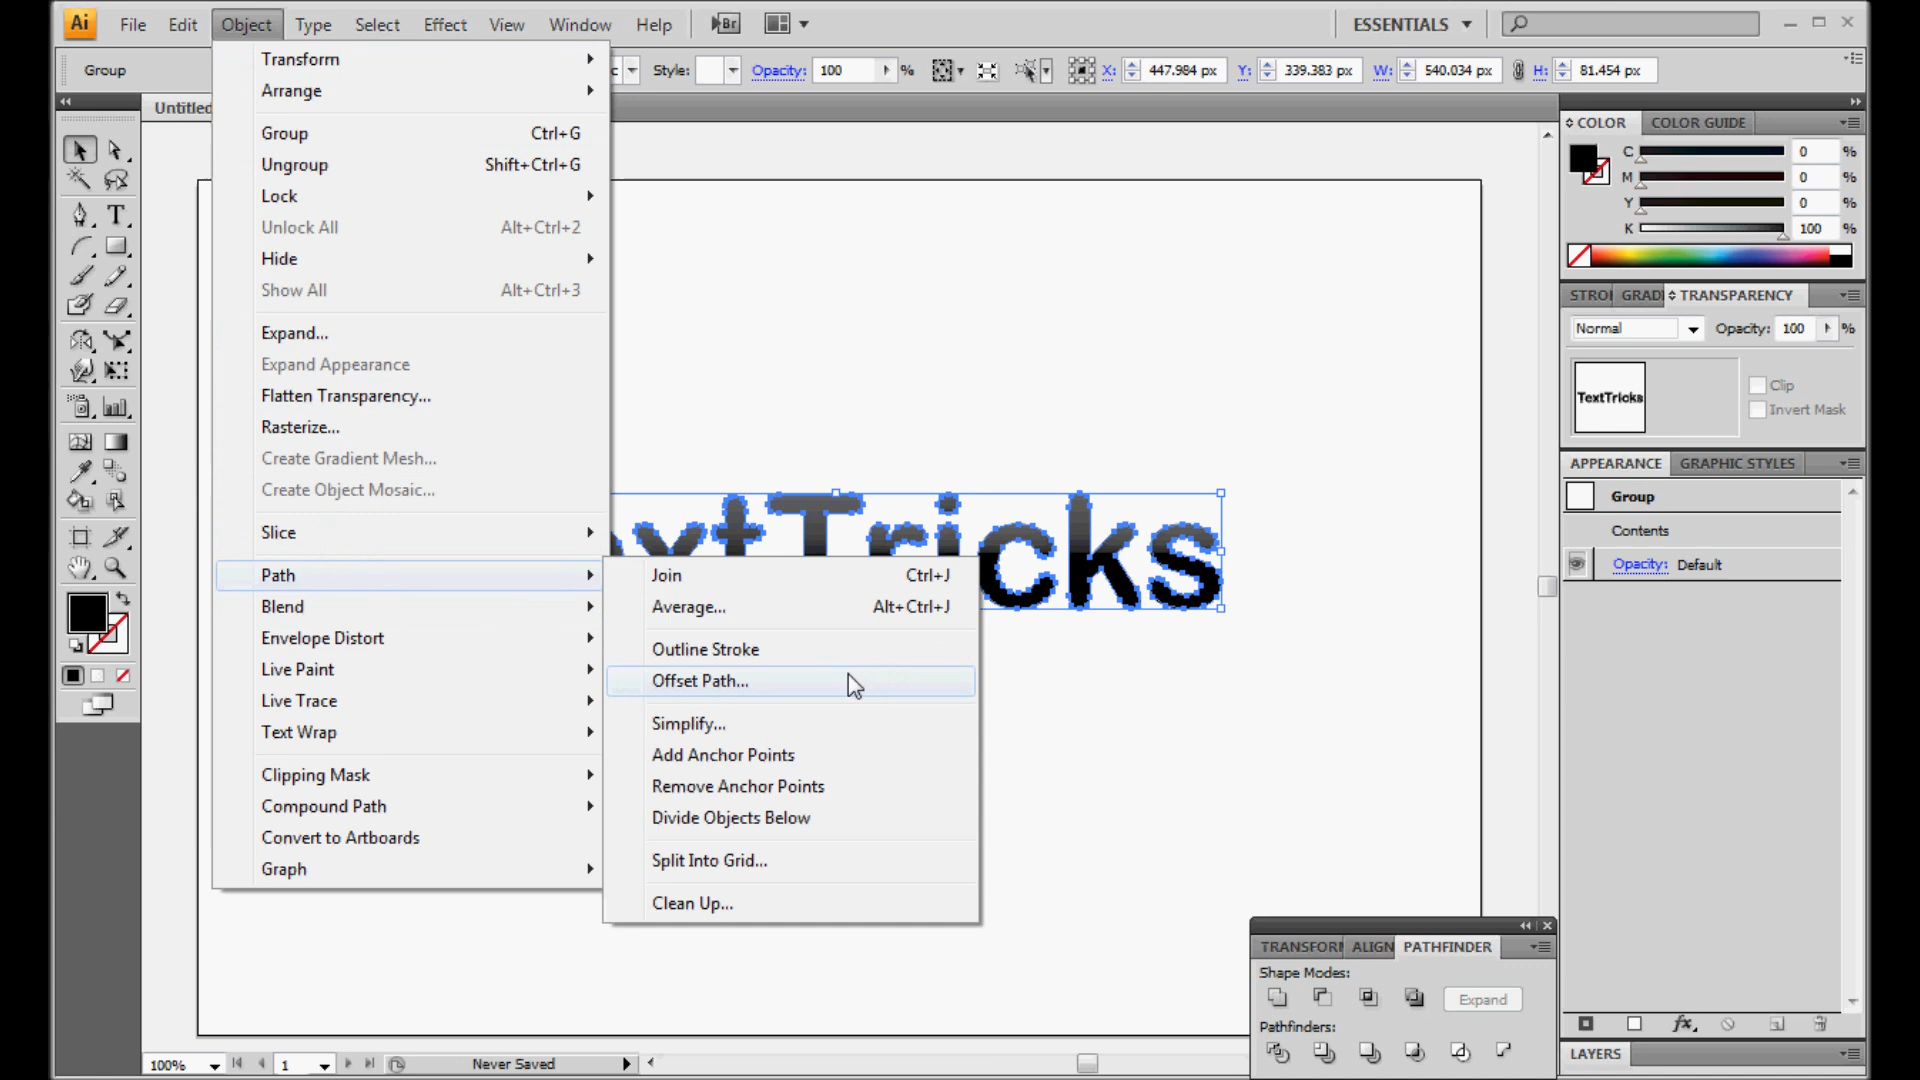 Ai File Edit Object Type Select Effect View Window Help Br ESSENTIALS
Group Style: Opacity: 100 % X: 447.984 px Y: 339.383 px W: 540.034 px H: 81.454 px
Untitled
Transform
Arrange
Group Ctrl+G
Ungroup Shift+Ctrl+G
Lock
Unlock All Alt+Ctrl+2
Hide
Show All Alt+Ctrl+3
Expand...
Expand Appearance
Flatten Transparency...
Rasterize...
Create Gradient Mesh...
Create Object Mosaic...
Slice
Path
Blend
Envelope Distort
Live Paint
Live Trace
Text Wrap
Clipping Mask
Compound Path
Convert to Artboards
Graph
Join Ctrl+J
Average... Alt+Ctrl+J
Outline Stroke
Offset Path...
Simplify...
Add Anchor Points
Remove Anchor Points
Divide Objects Below
Split Into Grid...
Clean Up...
xtTricks
COLOR COLOR GUIDE
C 0 %
M 0 %
Y 0 %
K 100 %
STROI GRADI TRANSPARENCY
Normal Opacity: 100 %
TextTricks
Clip
Invert Mask
APPEARANCE GRAPHIC STYLES
Group
Contents
Opacity: Default
fx
LAYERS
TRANSFORM ALIGN PATHFINDER
Shape Modes:
Expand
Pathfinders:
100% 1 Never Saved